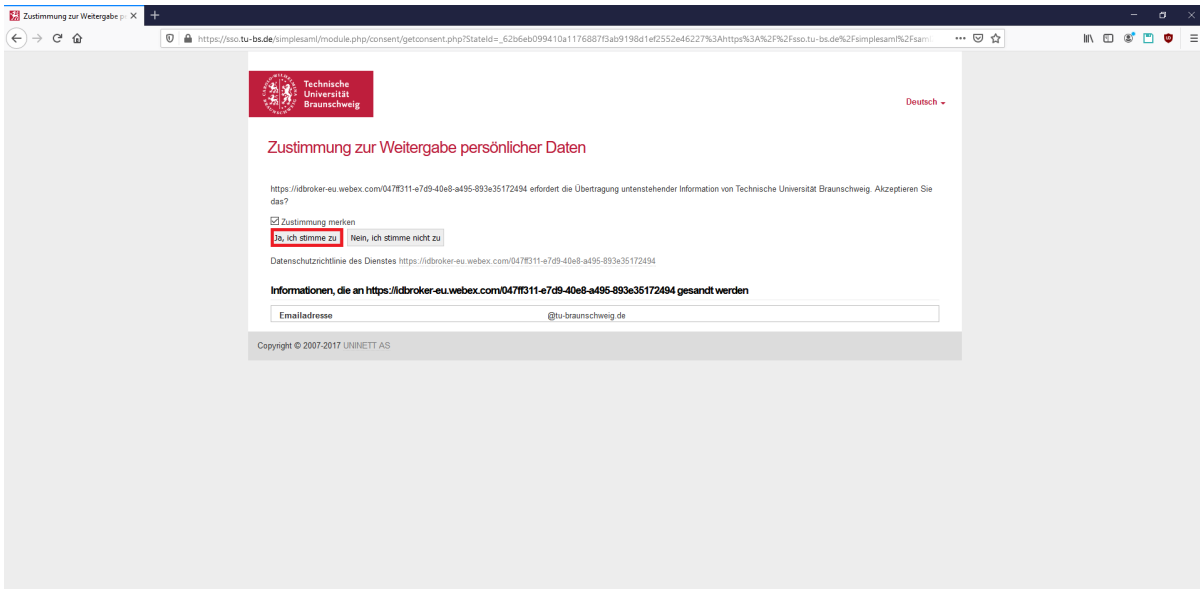 Zustimmung zur Weitergabe p
https://sso.tu-bs.de/simplesaml/module.php/consent/getconsent.php?StateId=_62b6eb099410a1176887f3ab9198d1ef2552e46227%3Ahttps%3A%2F%2Fsso.tu-bs.de%2Fsimplesaml%2Fsaml
Technische
Universität
Braunschweig
Deutsch
Zustimmung zur Weitergabe persönlicher Daten
https://idbroker-eu.webex.com/047ff311-e7d9-40e8-a495-893e35172494 erfordert die Übertragung untenstehender Information von Technische Universität Braunschweig. Akzeptieren Sie
das?
Zustimmung merken
Ja, ich stimme zu Nein, ich stimme nicht zu
Datenschutzrichtlinie des Dienstes https://idbroker-eu.webex.com/047ff311-e7d9-40e8-a495-893e35172494
Informationen, die an https://idbroker-eu.webex.com/047ff311-e7d9-40e8-a495-893e35172494 gesandt werden
Emailadresse @tu-braunschweig.de
Copyright © 2007-2017 UNINETT AS